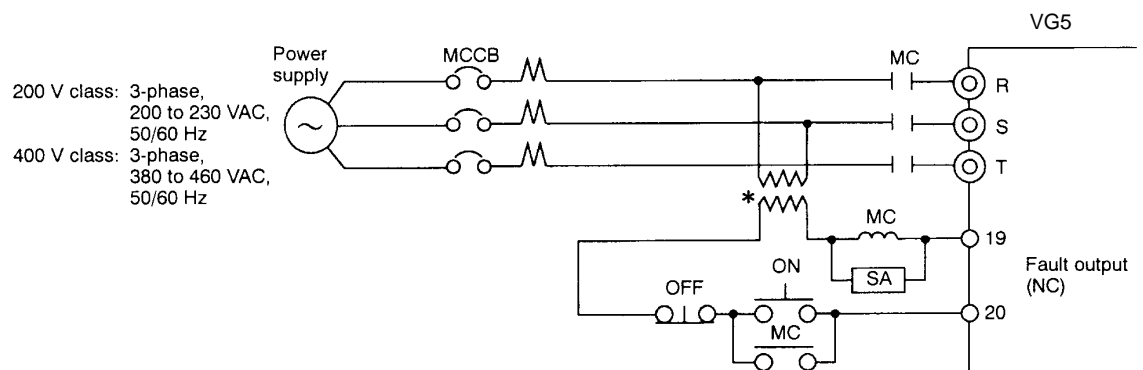 VG5
Power
supply
MCCB
MC
200 V class: 3-phase,
200 to 230 VAC,
50/60 Hz
400 V class: 3-phase,
380 to 460 VAC,
50/60 Hz
~
R
S
T
*
MC
19
SA
Fault output
(NC)
OFF
ON
20
MC